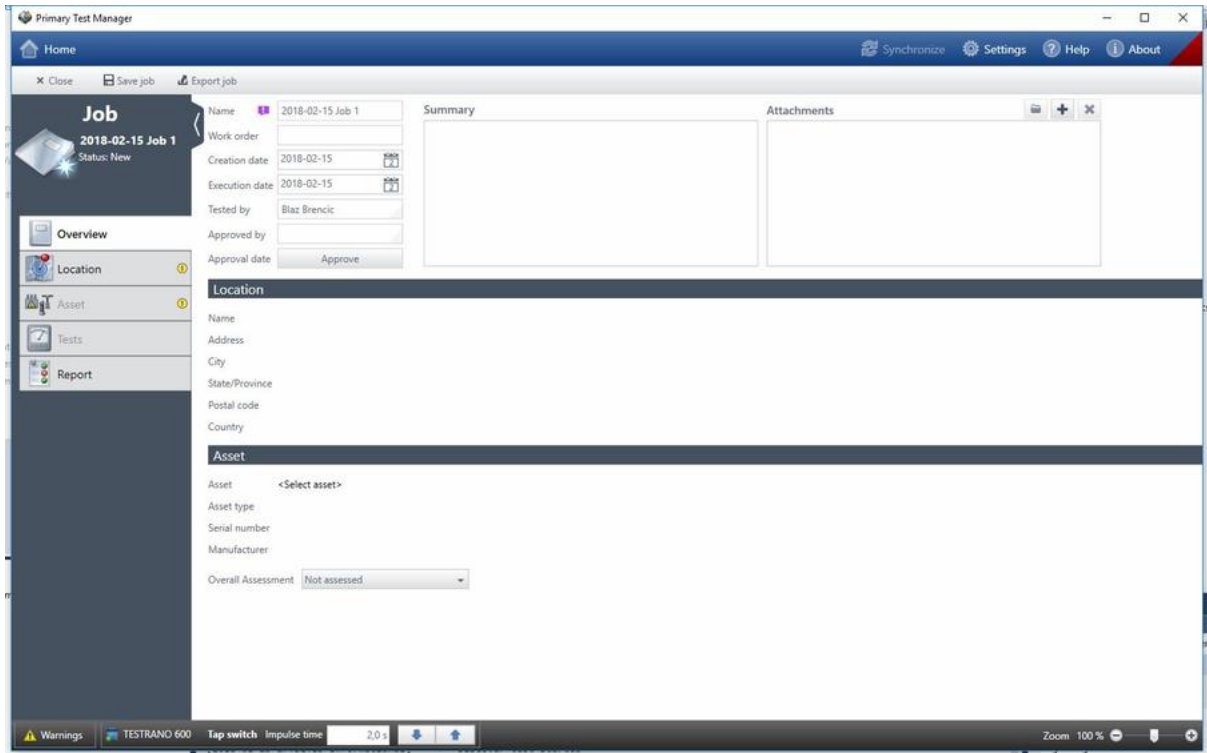 Primary Test Manager
Home
Synchronize
Settings
Help
About
Close
Save job
Export job
Job
2018-02-15 Job 1
Status: New
Overview
Location
Asset
Tests
Report
Name 2018-02-15 Job 1
Work order
Creation date 2018-02-15
Execution date 2018-02-15
Tested by Blaz Brencic
Approved by
Approval date Approve
Summary
Attachments
Location
Name
Address
City
State/Province
Postal code
Country
Asset
Asset <Select asset>
Asset type
Serial number
Manufacturer
Overall Assessment Not assessed
Warnings
TESTRANO 600
Tap switch Impulse time 2,0 s
Zoom 100 %